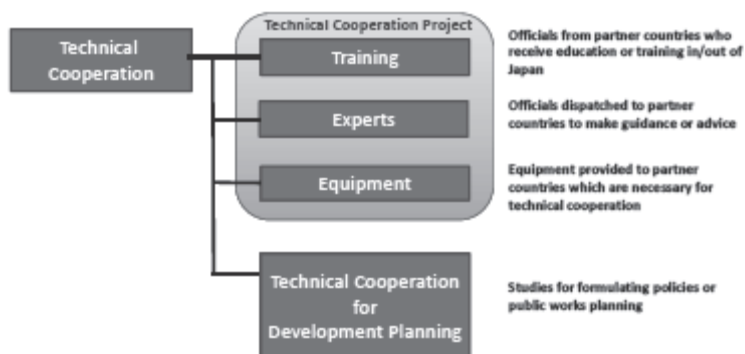 Technical Cooperation Project
Technical
Cooperation
Training
Officials from partner countries who
receive education or training in/out of
Japan
Experts
Officials dispatched to partner
countries to make guidance or advice
Equipment
Equipment provided to partner
countries which are necessary for
technical cooperation
Technical Cooperation
for
Development Planning
Studies for formulating policies or
public works planning